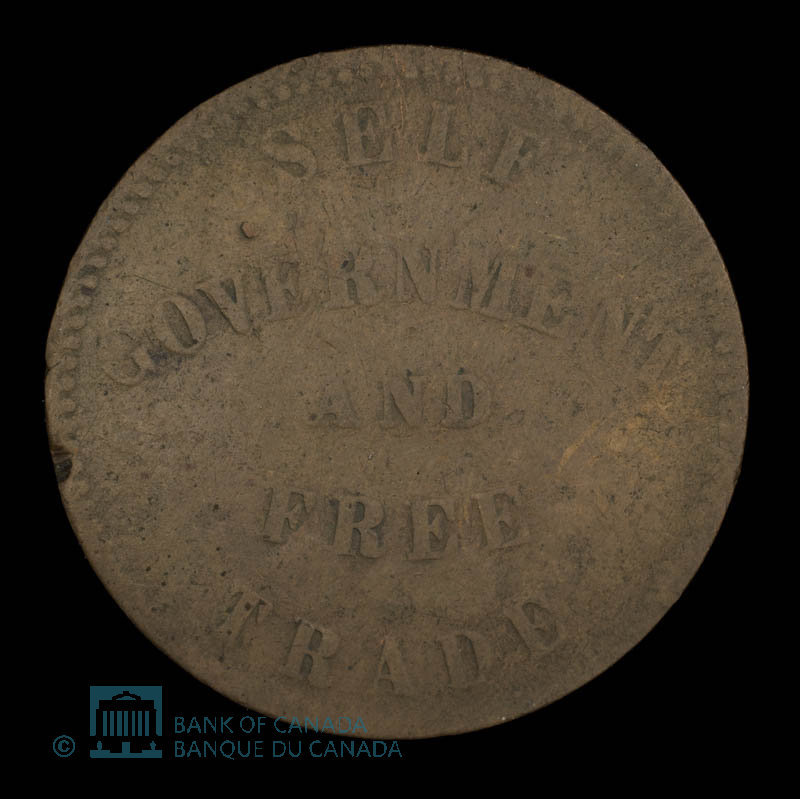 SELF
GOVERNMENT
AND
FREE
TRADE
© BANK OF CANADA
BANQUE DU CANADA